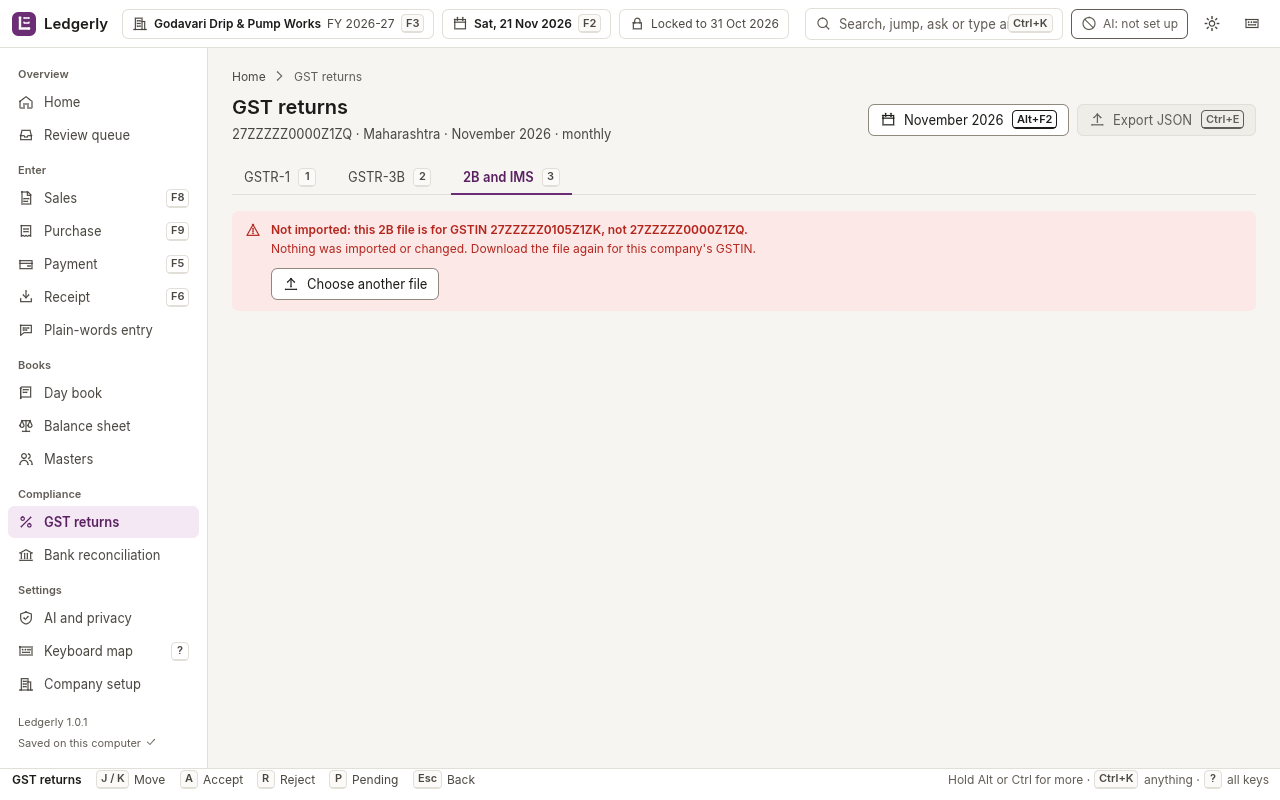 Ledgerly
Godavari Drip & Pump Works FY 2026-27 F3
Sat, 21 Nov 2026 F2
Locked to 31 Oct 2026
Search, jump, ask or type a Ctrl+K
AI: not set up
Overview
Home
Review queue
Enter
Sales F8
Purchase F9
Payment F5
Receipt F6
Plain-words entry
Books
Day book
Balance sheet
Masters
Compliance
GST returns
Bank reconciliation
Settings
AI and privacy
Keyboard map ?
Company setup
Ledgerly 1.0.1
Saved on this computer
Home > GST returns
GST returns
27ZZZZZ0000Z1ZQ · Maharashtra · November 2026 · monthly
November 2026 Alt+F2
Export JSON Ctrl+E
GSTR-1 1
GSTR-3B 2
2B and IMS 3
Not imported: this 2B file is for GSTIN 27ZZZZZ0105Z1ZK, not 27ZZZZZ0000Z1ZQ.
Nothing was imported or changed. Download the file again for this company's GSTIN.
Choose another file
GST returns J / K Move A Accept R Reject P Pending Esc Back
Hold Alt or Ctrl for more · Ctrl+K anything · ? all keys